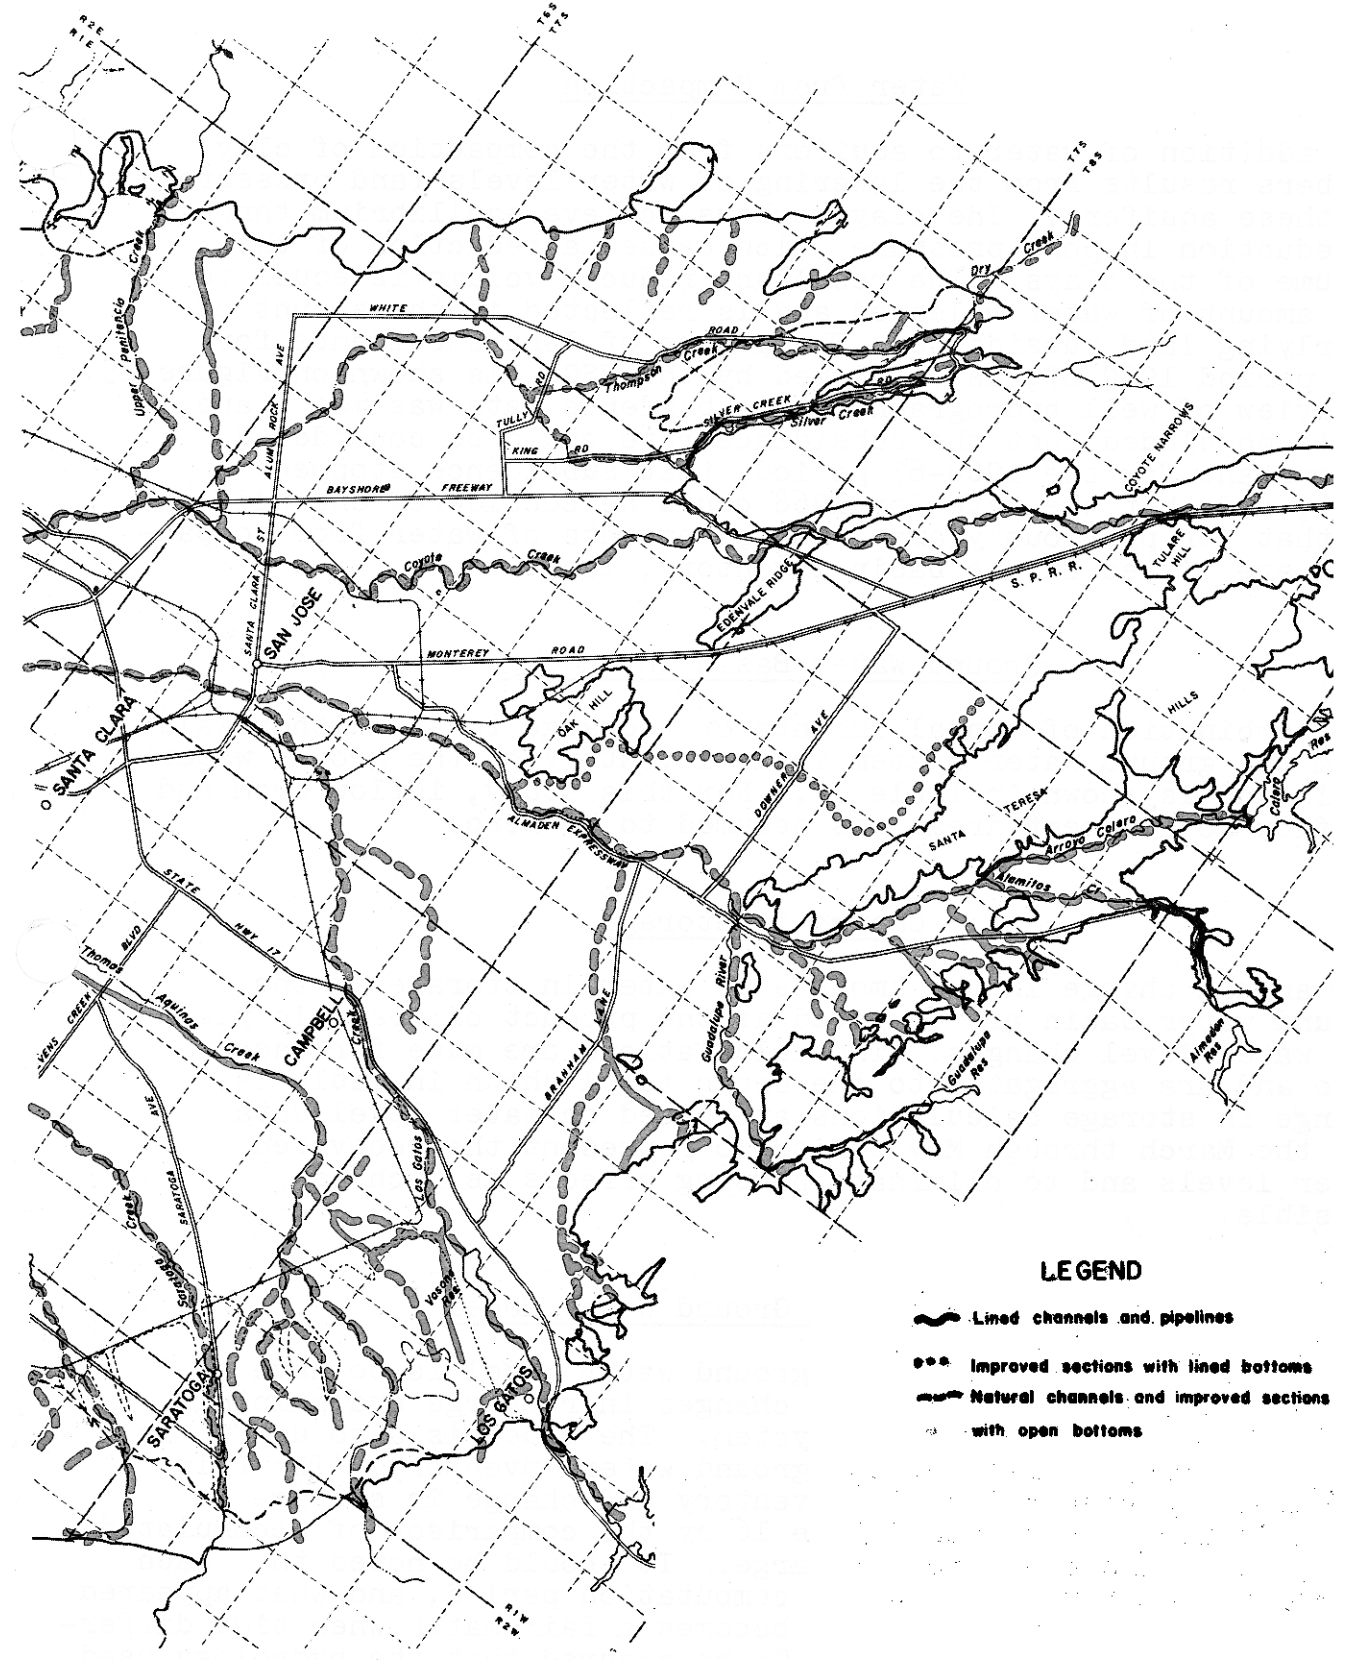 R2E
R1E
T6S
T7S
T7S
T8S
Upper Penitencia Creek
WHITE
ROAD
Dry Creek
ALUM ROCK AVE
Thompson Creek
TULLY RD
SILVER CREEK RD
Silver Creek
KING RD
BAYSHORE FREEWAY
COYOTE NARROWS
SANTA CLARA ST
Coyote Creek
TULARE HILL
EDENVALE RIDGE
S. P. R. R.
SAN JOSE
MONTEREY ROAD
OAK HILL
SANTA CLARA
DOWNER AVE
SANTA TERESA HILLS
Calero Res
ALMADEN EXPRESSWAY
Arroyo Calero
Alamitos Cr
STATE HWY 17
BLVD
CREEK
VENS
Thomas Aquinas Creek
CAMPBELL
Guadalupe River
Guadalupe Res
Almaden Res
BRANHAM LANE
Los Gatos Creek
SARATOGA AVE
Saratoga Creek
Vasona Res
SARATOGA
LOS GATOS
R1W
R2W
LEGEND
Lined channels and pipelines
Improved sections with lined bottoms
Natural channels and improved sections
with open bottoms